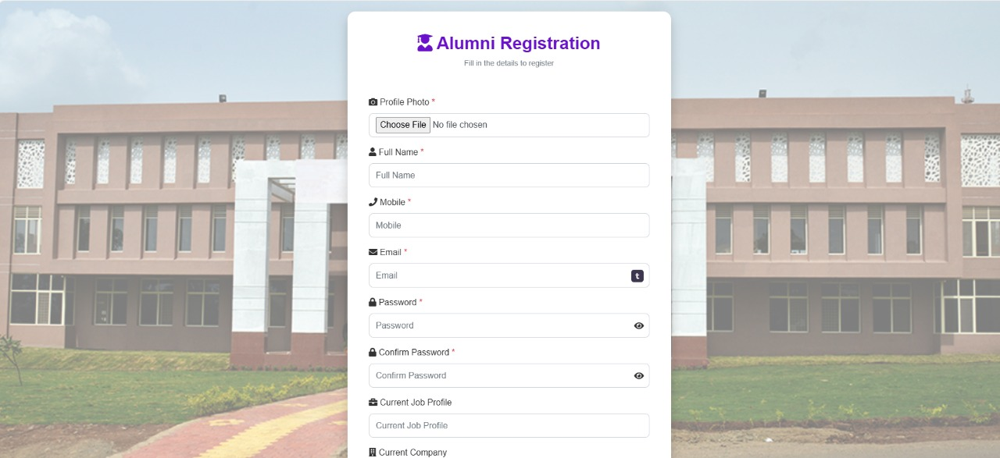 Alumni Registration
Fill in the details to register
Profile Photo *
Choose File No file chosen
Full Name *
Full Name
Mobile *
Mobile
Email *
Email
t
Password *
Password
Confirm Password *
Confirm Password
Current Job Profile
Current Job Profile
Current Company